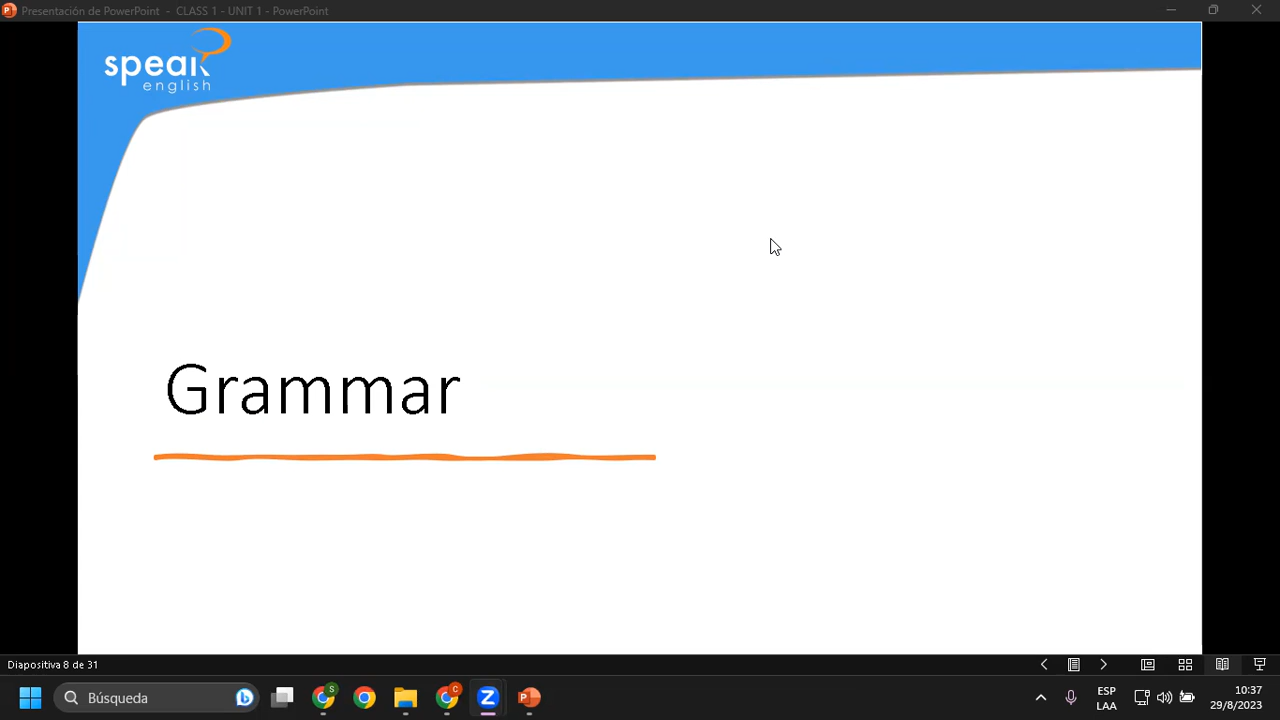 Presentación de PowerPoint - CLASS 1 - UNIT 1 - PowerPoint
speak
english
Grammar
Diapositiva 8 de 31
Búsqueda
S
C
ESP
LAA
10:37
29/8/2023